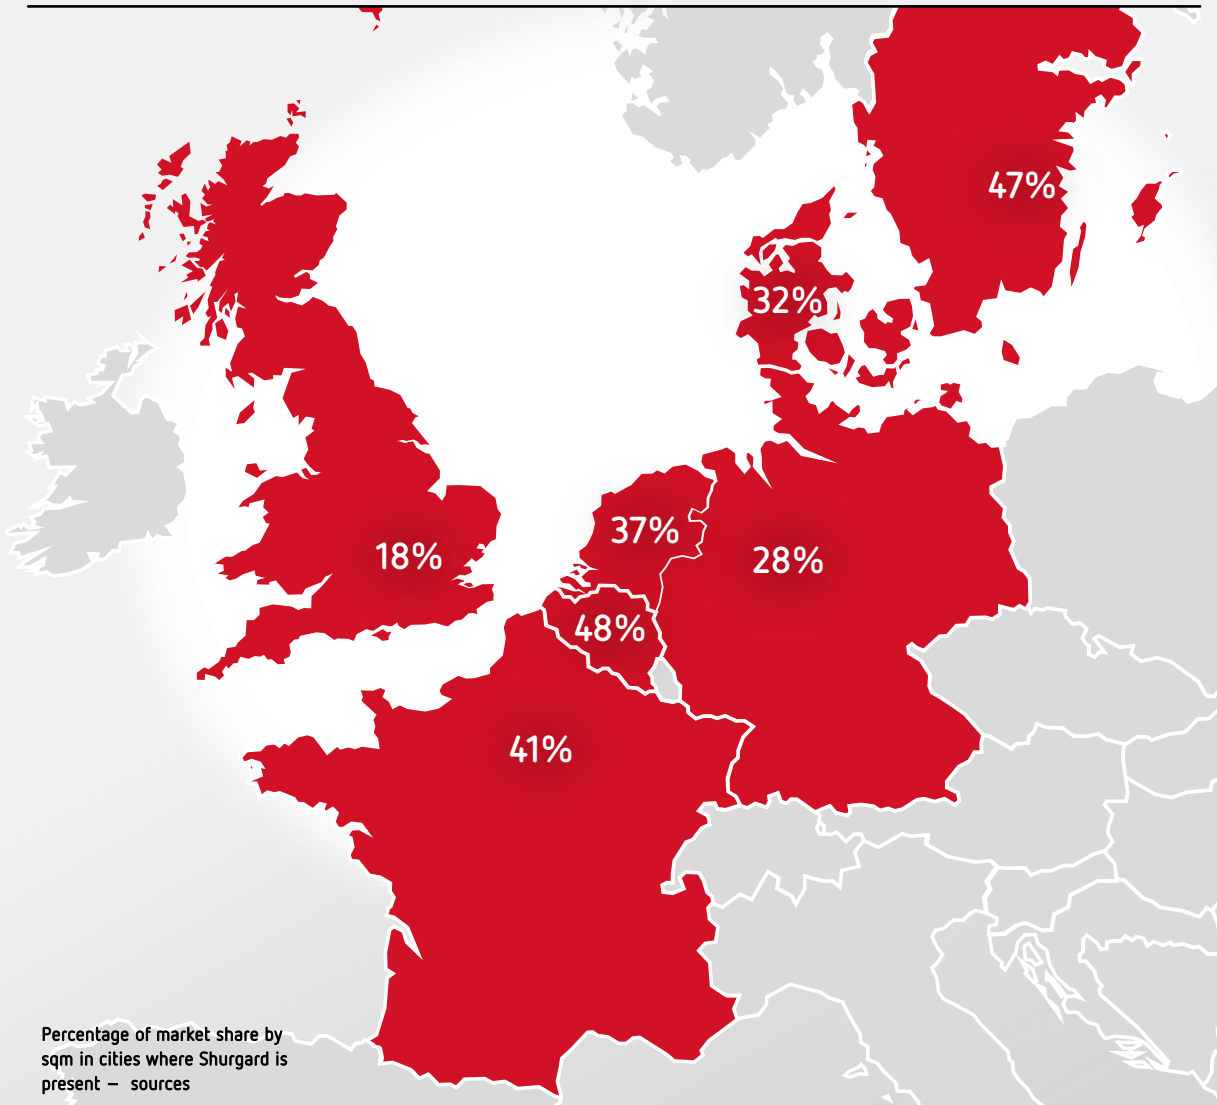 47%
32%
37%
18%
28%
48%
41%
Percentage of market share by
sqm in cities where Shurgard is
present – sources